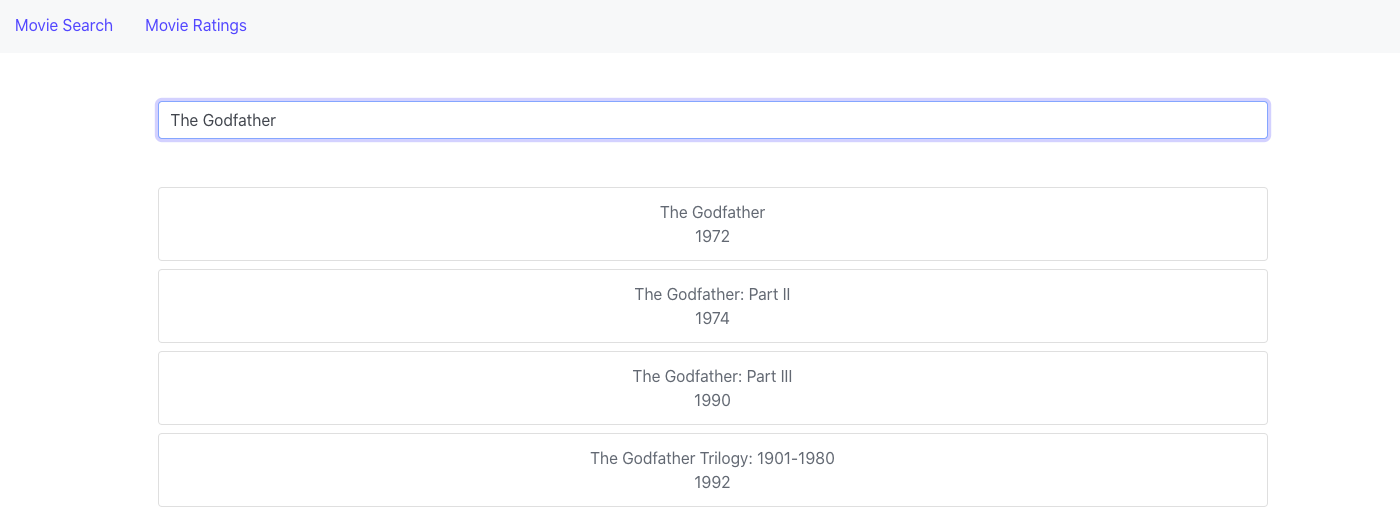 Movie Search Movie Ratings
The Godfather
The Godfather
1972
The Godfather: Part II
1974
The Godfather: Part III
1990
The Godfather Trilogy: 1901-1980
1992